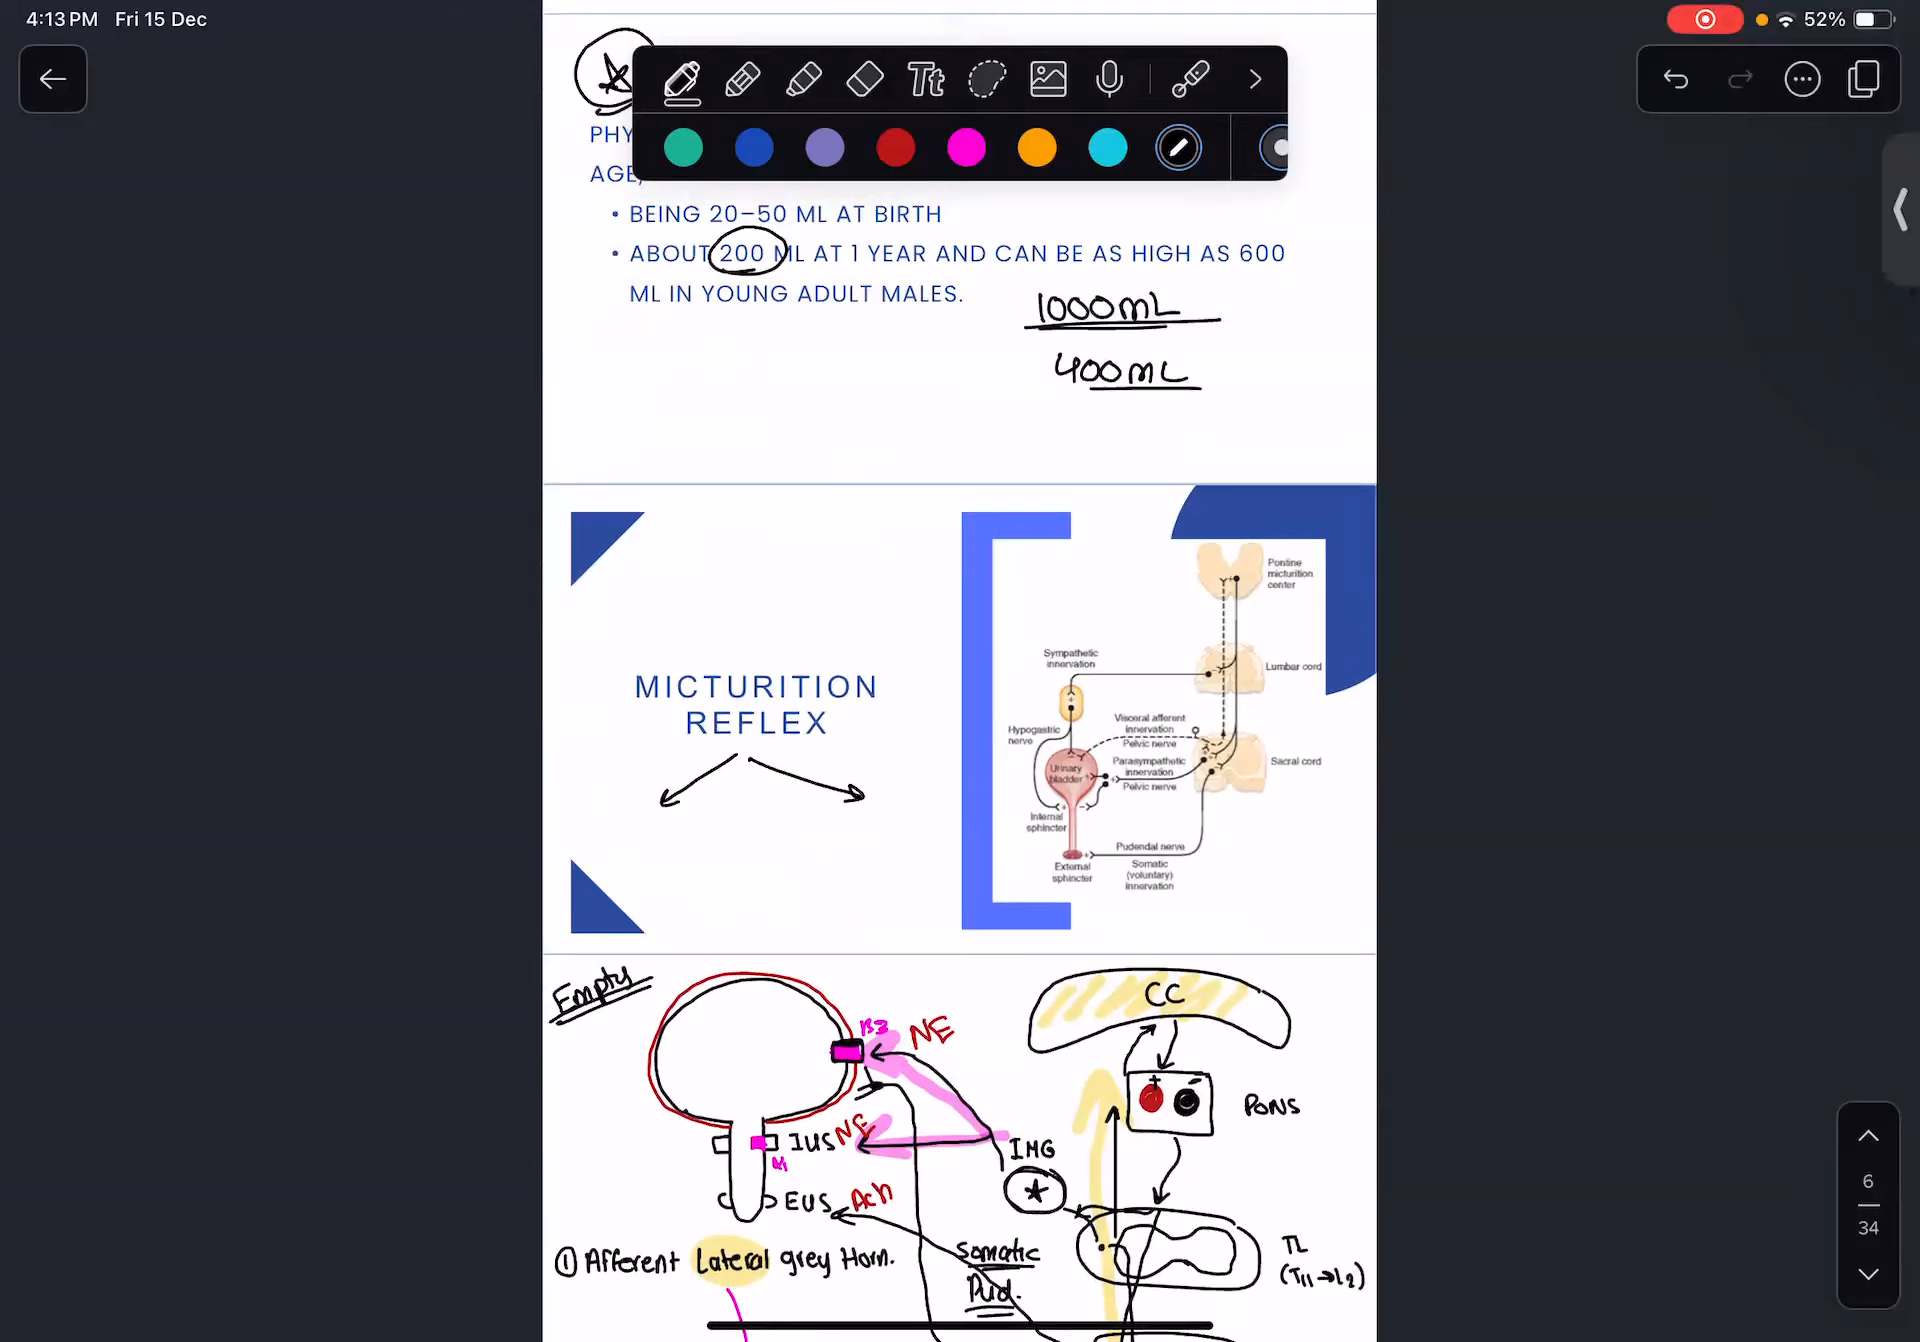 4:13 PM Fri 15 Dec
52%
Tt
PHY
AGE,
• BEING 20–50 ML AT BIRTH
• ABOUT 200 ML AT 1 YEAR AND CAN BE AS HIGH AS 600
ML IN YOUNG ADULT MALES.
1000mL
400mL
MICTURITION
REFLEX
Pontine
micturition
center
Sympathetic
innervation
Lumbar cord
Hypogastric
nerve
Visceral afferent
innervation
Pelvic nerve
Urinary
bladder
Parasympathetic
innervation
Pelvic nerve
Sacral cord
Internal
sphincter
Pudendal nerve
External
sphincter
Somatic
(voluntary)
innervation
Empty
CC
B3
NE
PONS
IUS NE
IMG
EUS Ach
① Afferent Lateral grey Horn.
Somatic
Pud.
TL
(T11→L2)
6
34